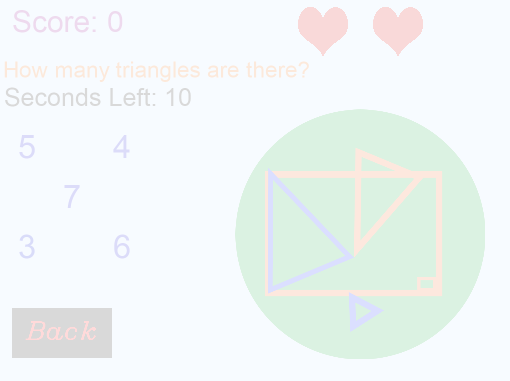 Score: 0
How many triangles are there?
Seconds Left: 10
5 4
7
3 6
Back